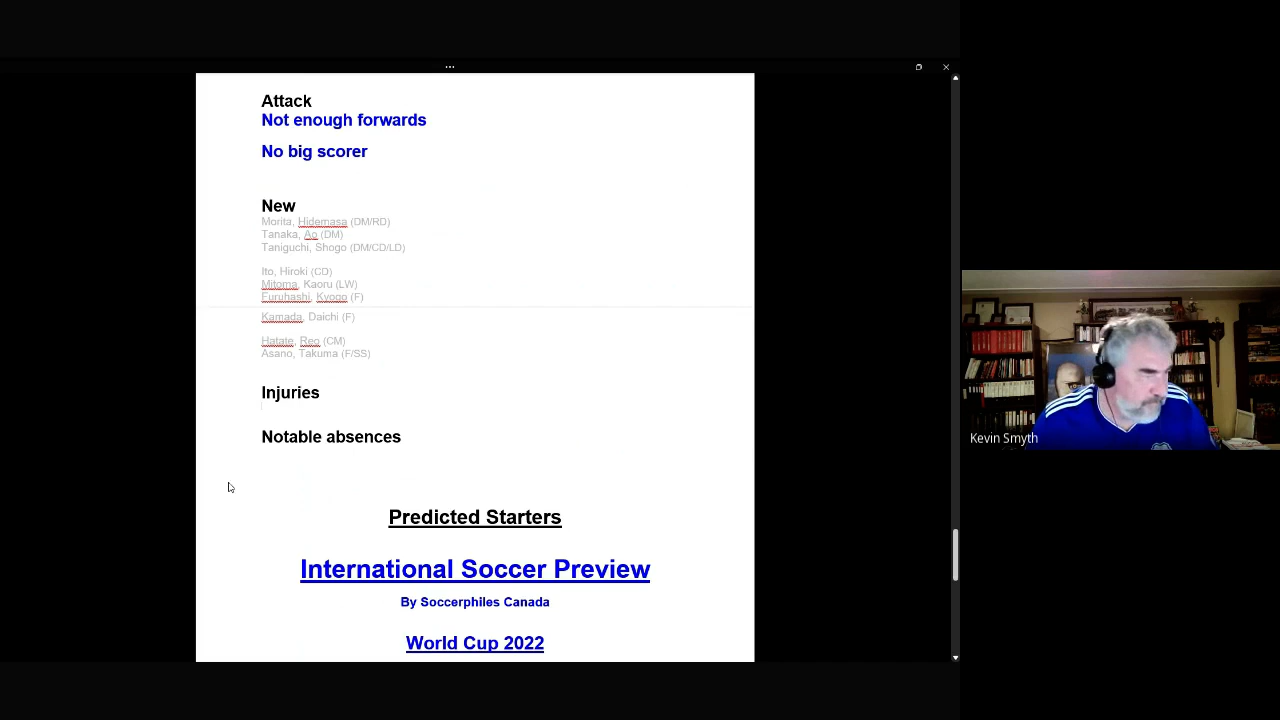 Attack
Not enough forwards
No big scorer
New
Morita, Hidemasa (DM/RD)
Tanaka, Ao (DM)
Taniguchi, Shogo (DM/CD/LD)
Ito, Hiroki (CD)
Mitoma, Kaoru (LW)
Furuhashi, Kyogo (F)
Kamada, Daichi (F)
Hatate, Reo (CM)
Asano, Takuma (F/SS)
Injuries
Notable absences
Predicted Starters
International Soccer Preview
By Soccerphiles Canada
World Cup 2022
Kevin Smyth